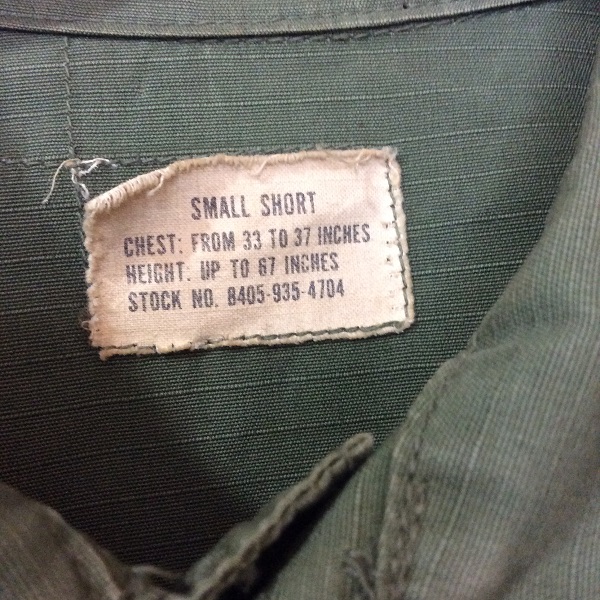 SMALL SHORT
CHEST: FROM 33 TO 37 INCHES
HEIGHT: UP TO 67 INCHES
STOCK NO. 8405-935-4704